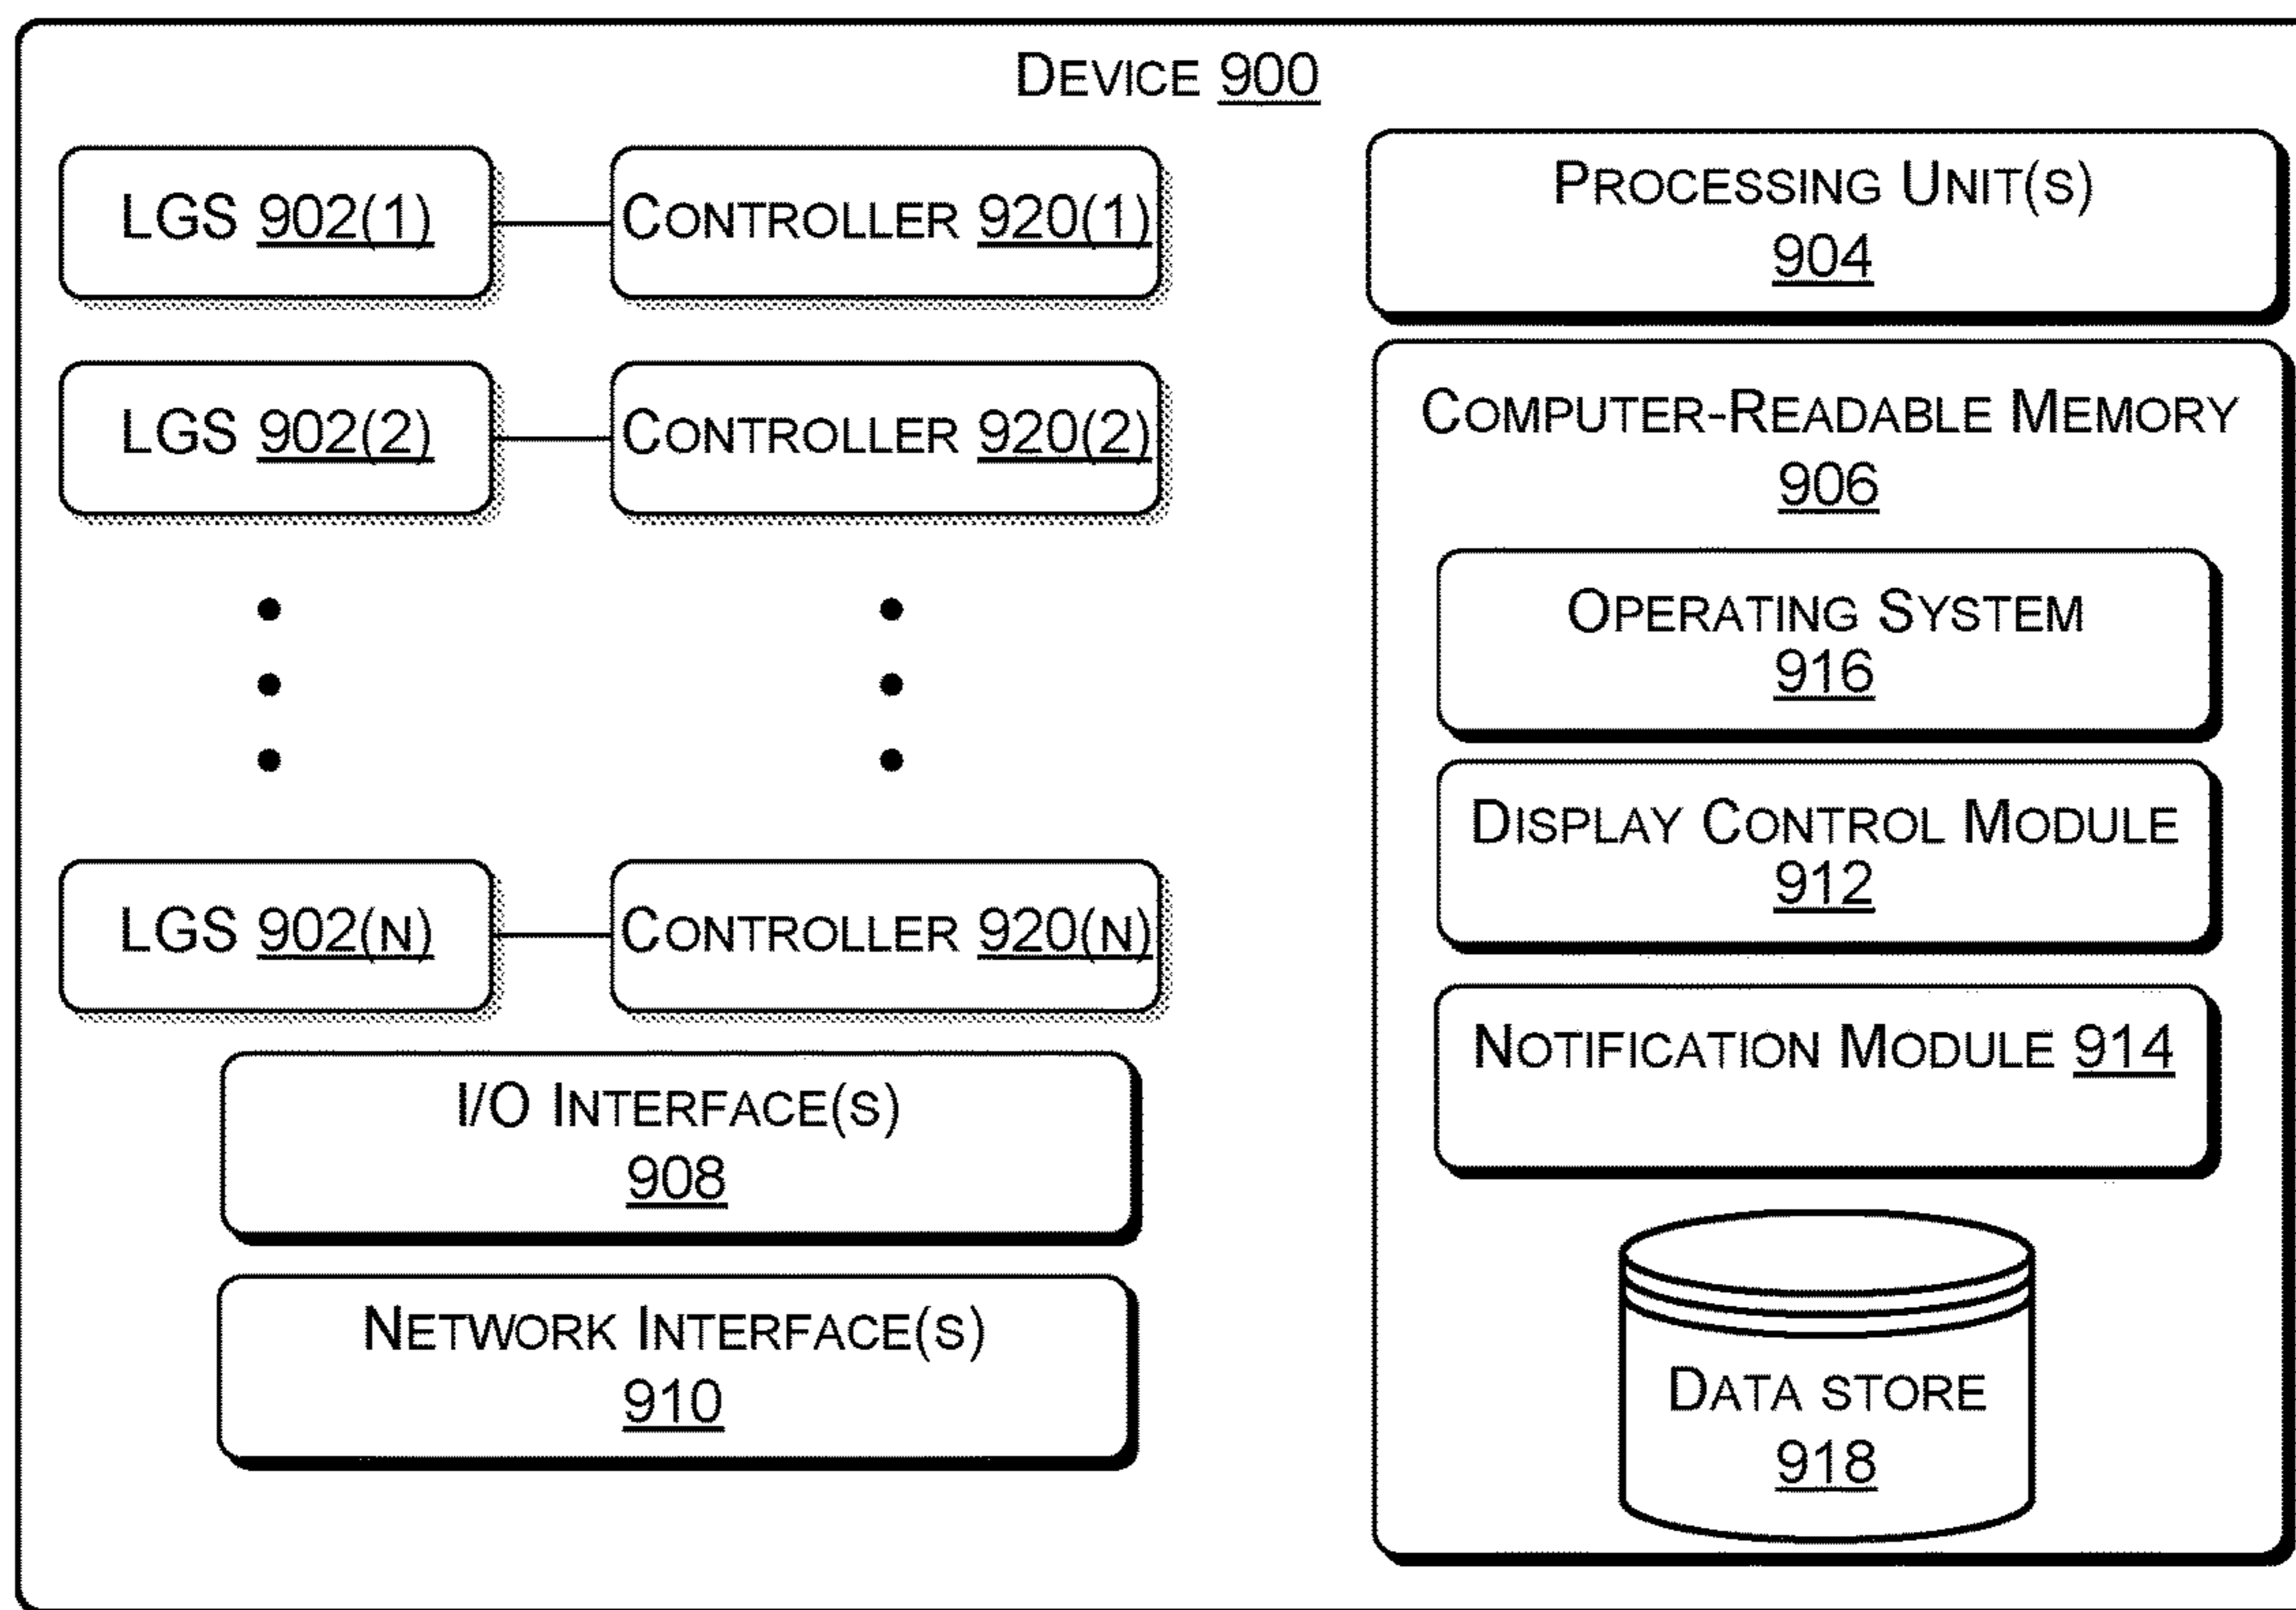 DEVICE 900
LGS 902(1)
CONTROLLER 920(1)
LGS 902(2)
CONTROLLER 920(2)
LGS 902(N)
CONTROLLER 920(N)
I/O INTERFACE(S)
908
NETWORK INTERFACE(S)
910
PROCESSING UNIT(S)
904
COMPUTER-READABLE MEMORY
906
OPERATING SYSTEM
916
DISPLAY CONTROL MODULE
912
NOTIFICATION MODULE 914
DATA STORE
918